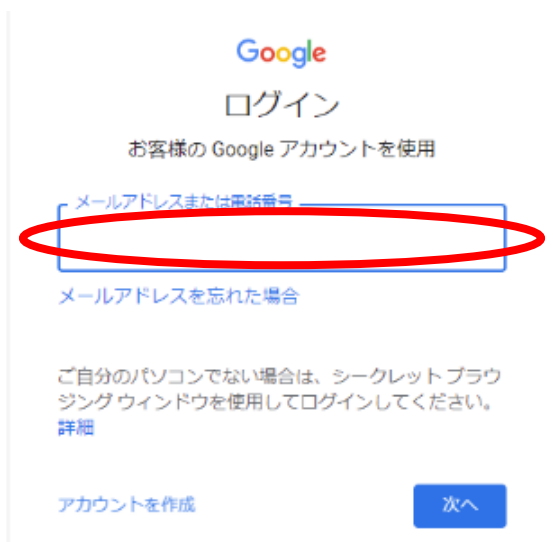 Google
ログイン
お客様の Google アカウントを使用
メールアドレスまたは電話番号
メールアドレスを忘れた場合
ご自分のパソコンでない場合は、シークレット ブラウ
ジング ウィンドウを使用してログインしてください。
詳細
アカウントを作成
次へ